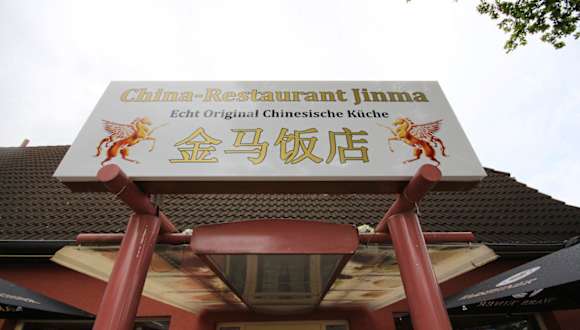 China-Restaurant Jinma
Echt Original Chinesische Küche
金马饭店